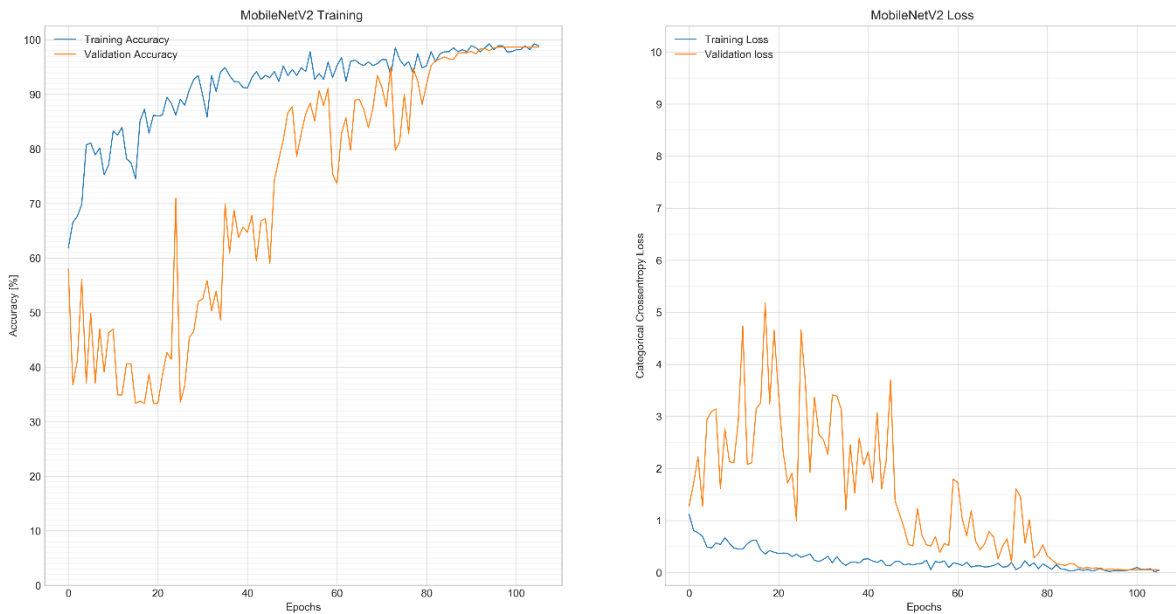 MobileNetV2 Training
Training Accuracy
Validation Accuracy
Accuracy [%]
100
90
80
70
60
50
40
30
20
10
0
0 20 40 60 80 100
Epochs
MobileNetV2 Loss
Training Loss
Validation loss
Categorical Crossentropy Loss
10
9
8
7
6
5
4
3
2
1
0
0 20 40 60 80 100
Epochs